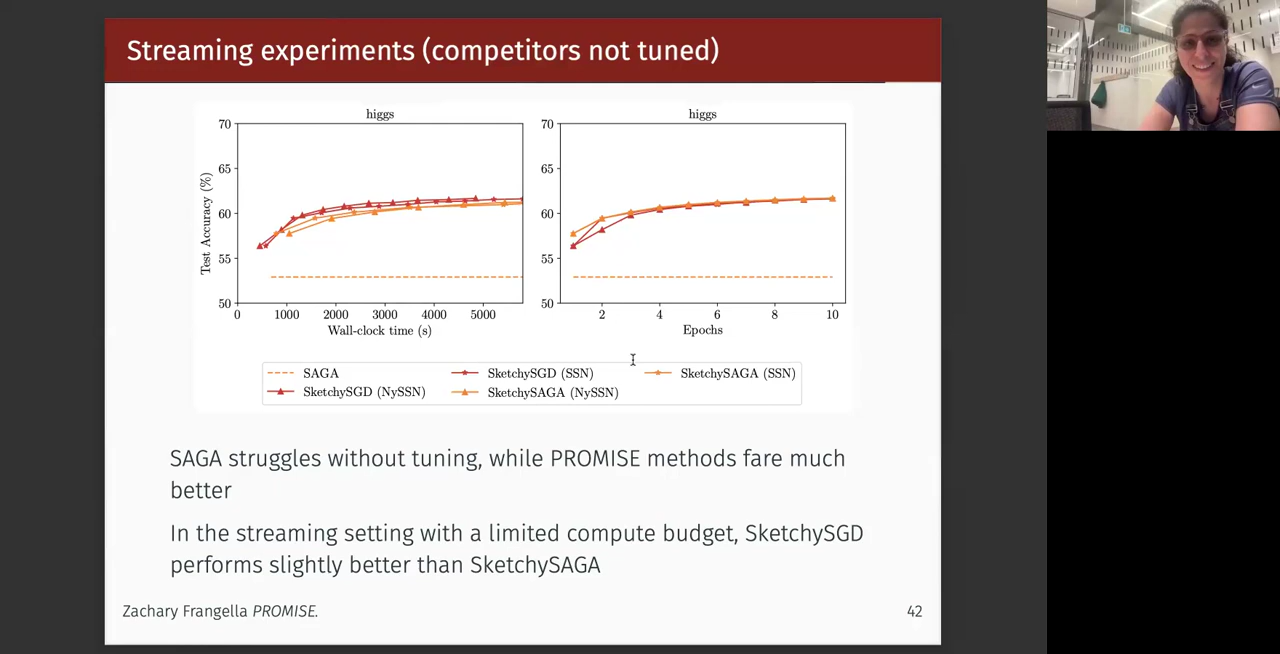 Streaming experiments (competitors not tuned)
higgs
70
65
60
55
50
Test Accuracy (%)
0 1000 2000 3000 4000 5000
Wall-clock time (s)
higgs
70
65
60
55
50
2 4 6 8 10
Epochs
SAGA SketchySGD (SSN) SketchySAGA (SSN)
SketchySGD (NySSN) SketchySAGA (NySSN)
SAGA struggles without tuning, while PROMISE methods fare much
better
In the streaming setting with a limited compute budget, SketchySGD
performs slightly better than SketchySAGA
Zachary Frangella PROMISE. 42